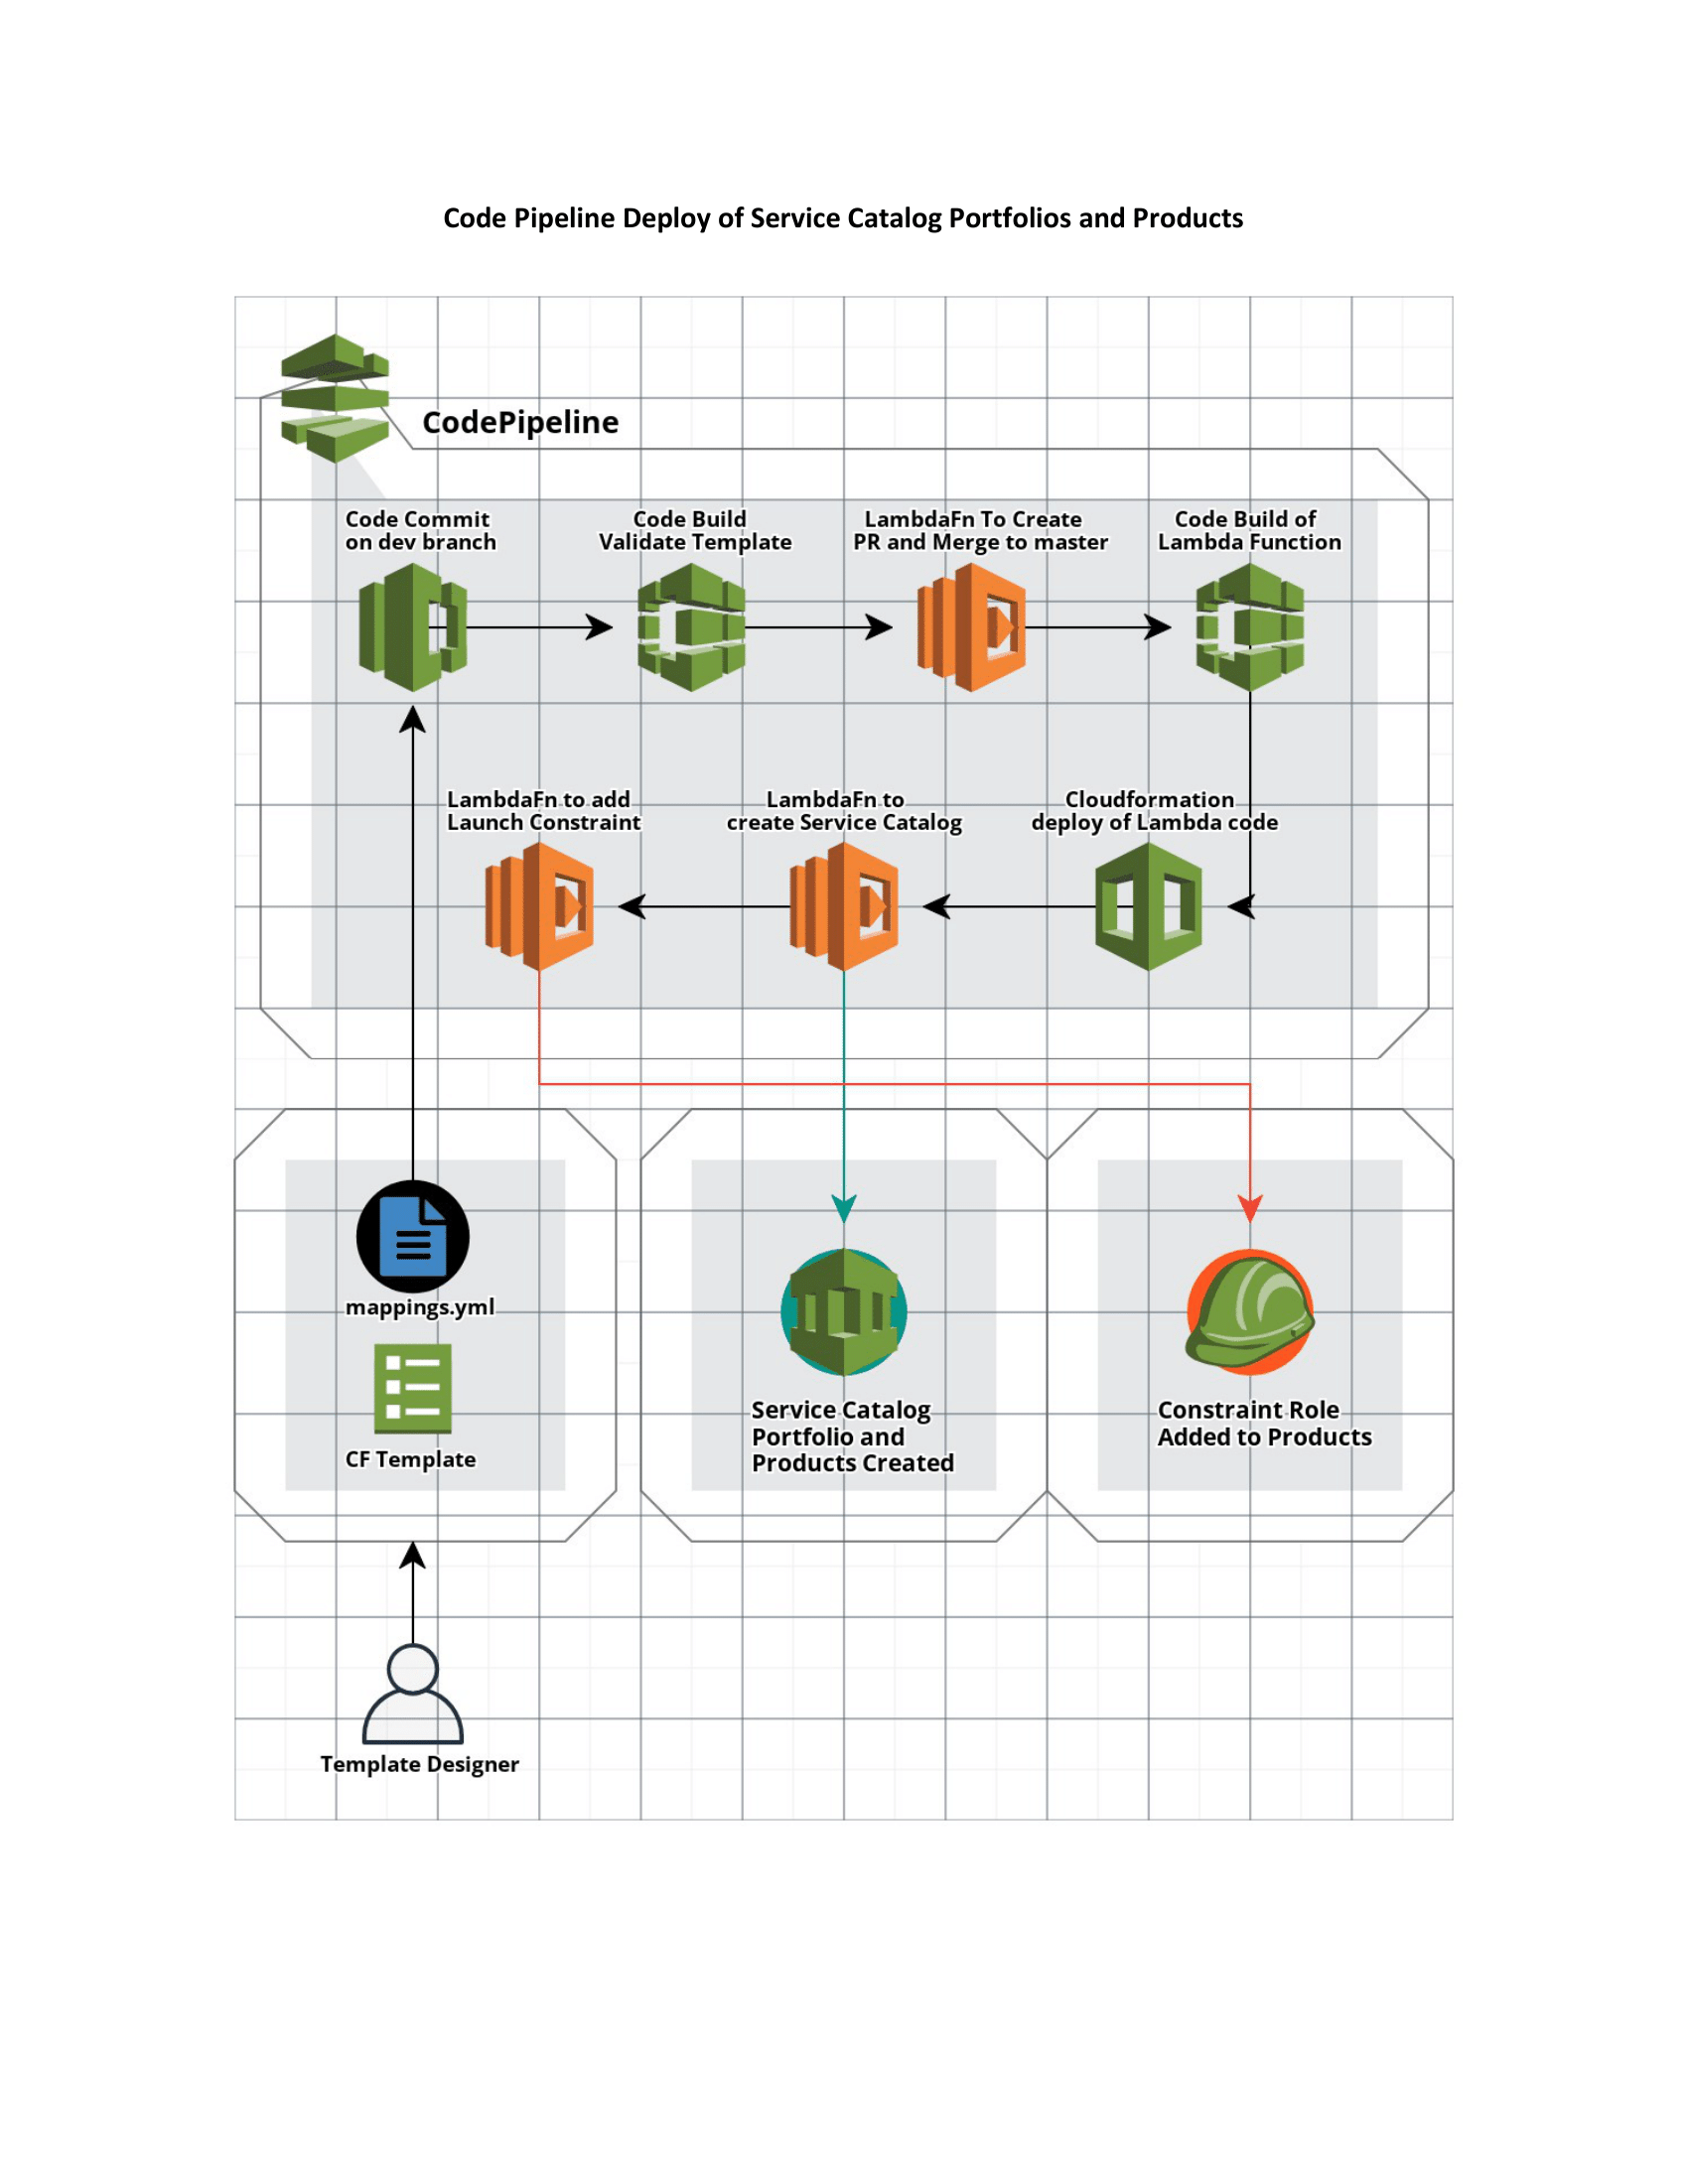 Code Pipeline Deploy of Service Catalog Portfolios and Products
CodePipeline
Code Commit
on dev branch
Code Build
Validate Template
LambdaFn To Create
PR and Merge to master
Code Build of
Lambda Function
LambdaFn to add
Launch Constraint
LambdaFn to
create Service Catalog
Cloudformation
deploy of Lambda code
mappings.yml
CF Template
Service Catalog
Portfolio and
Products Created
Constraint Role
Added to Products
Template Designer